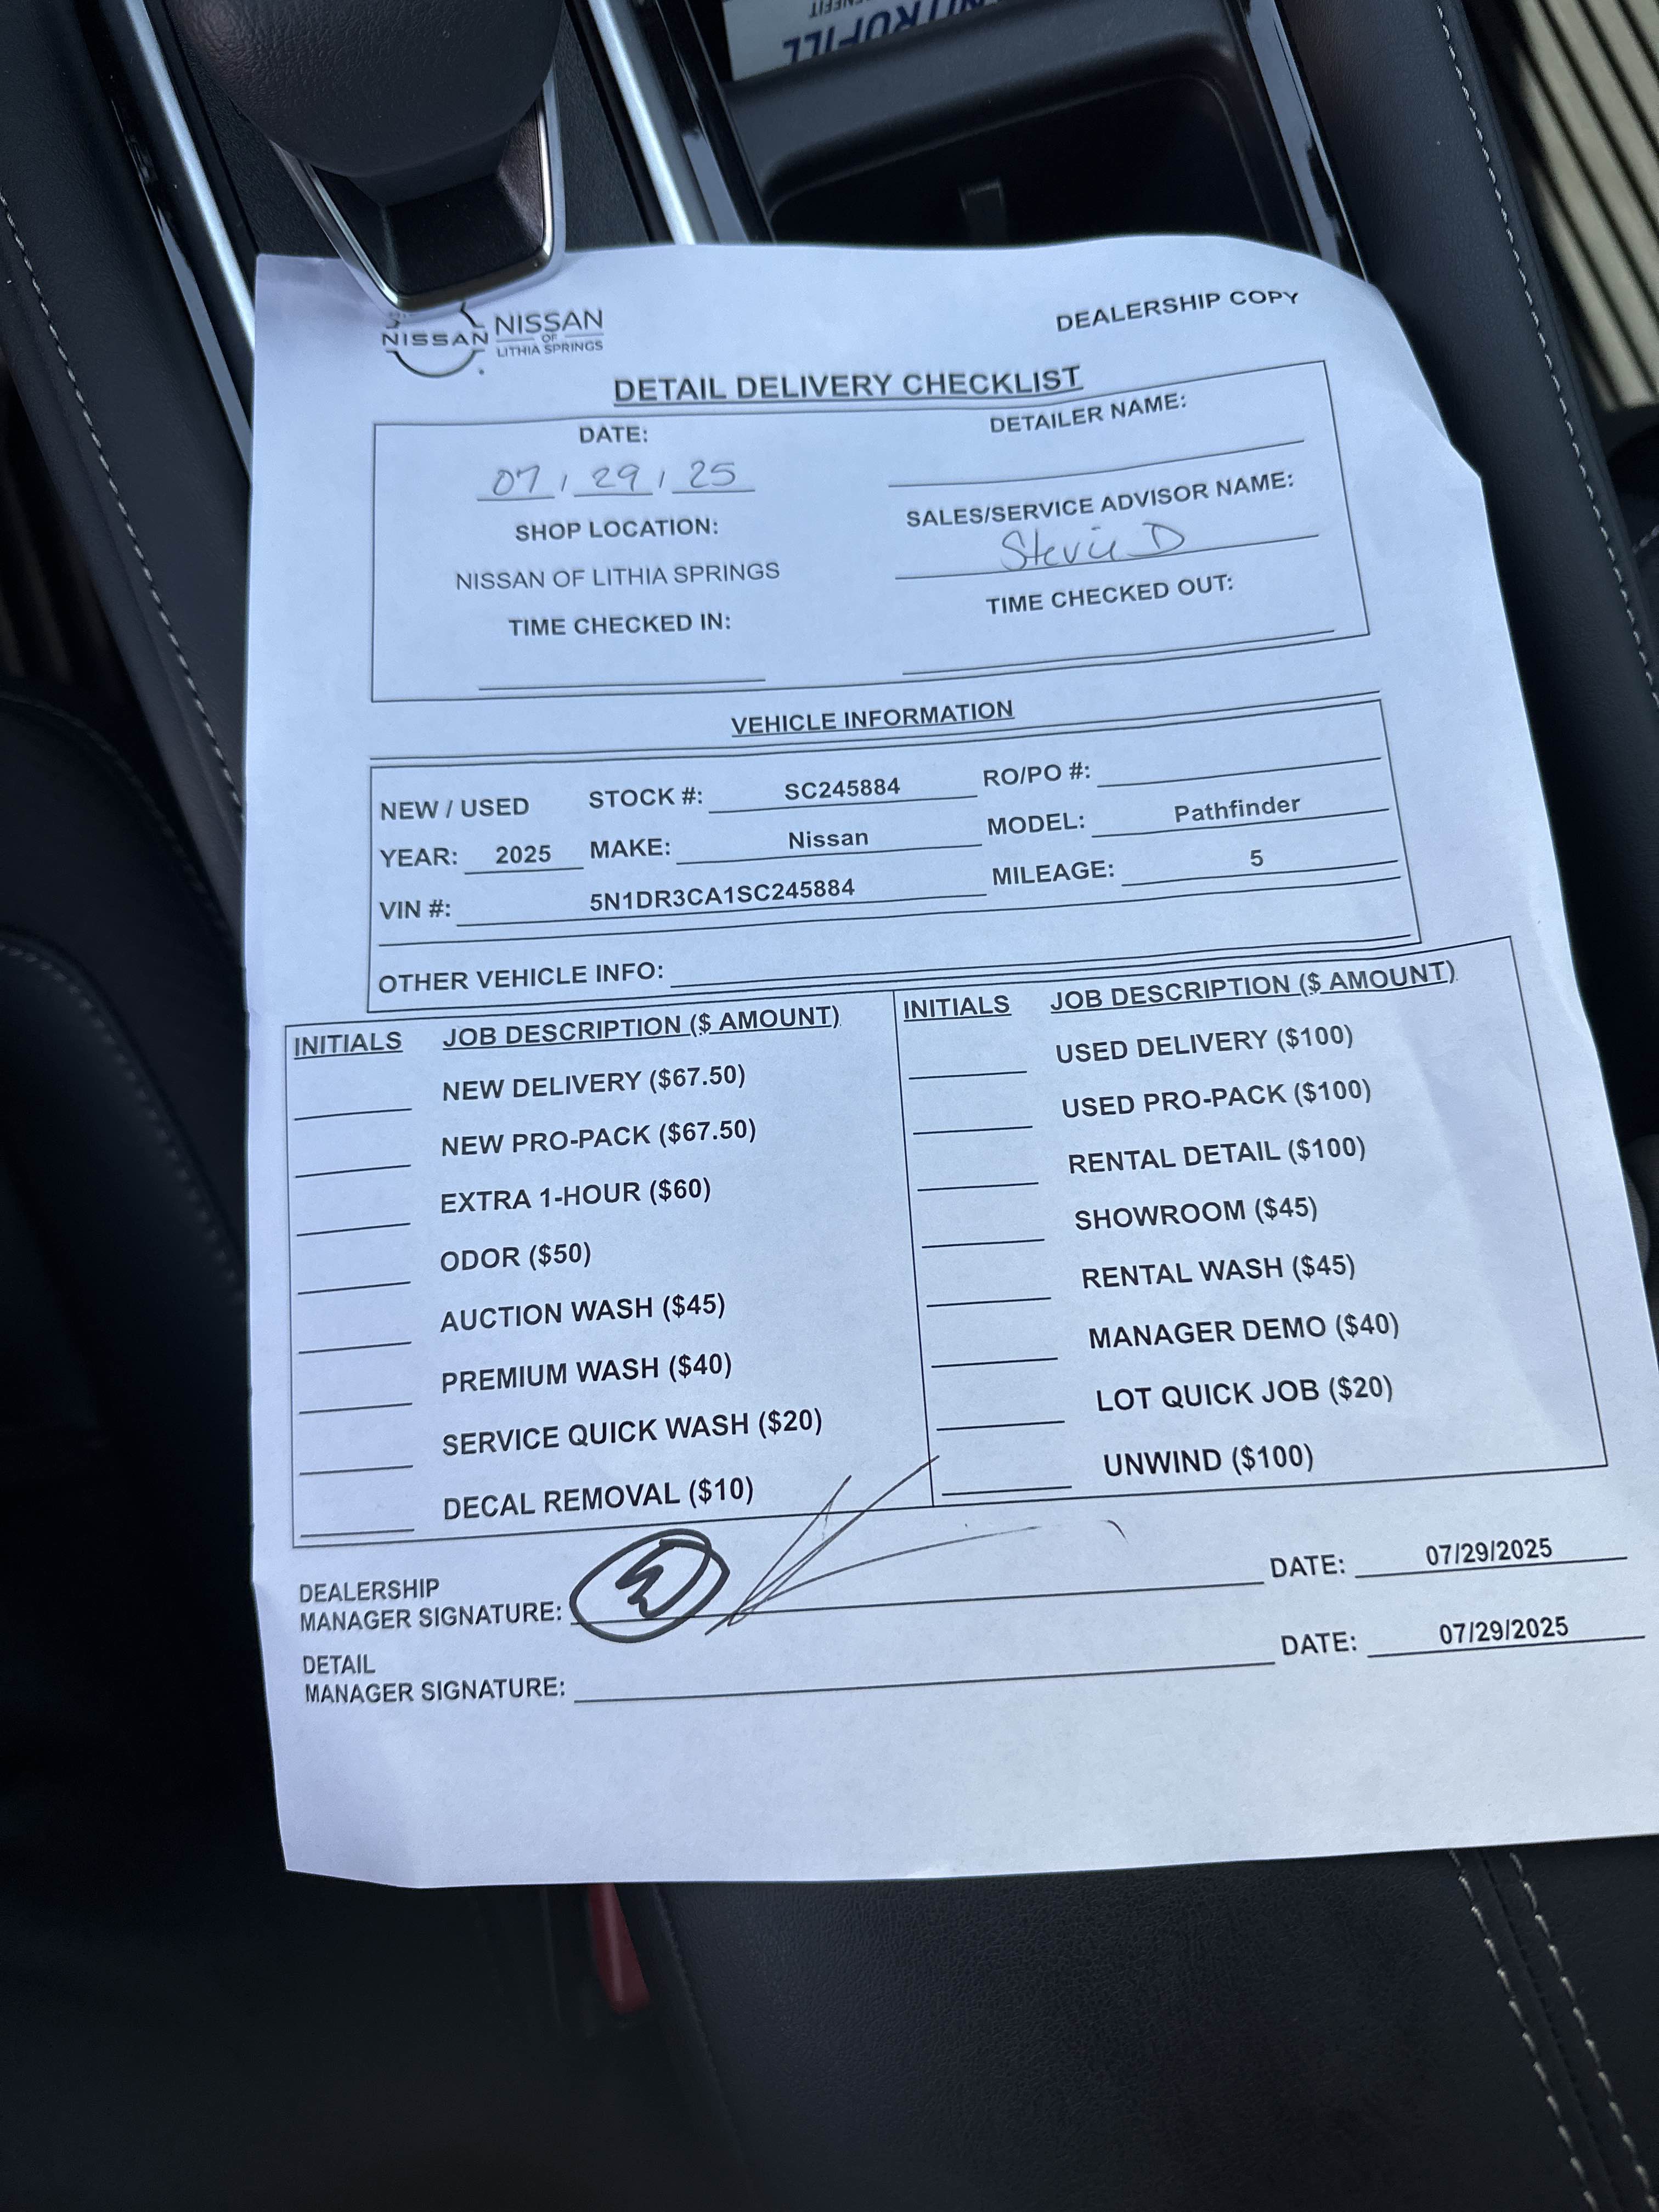 NITROFILL
NISSAN
NISSAN
OF
LITHIA SPRINGS
DEALERSHIP COPY
DETAIL DELIVERY CHECKLIST
DATE:
07 / 29 / 25
DETAILER NAME:
SHOP LOCATION:
NISSAN OF LITHIA SPRINGS
SALES/SERVICE ADVISOR NAME:
Stevie D
TIME CHECKED IN:
TIME CHECKED OUT:
VEHICLE INFORMATION
NEW / USED STOCK #: SC245884 RO/PO #:
YEAR: 2025 MAKE: Nissan MODEL: Pathfinder
VIN #: 5N1DR3CA1SC245884 MILEAGE: 5
OTHER VEHICLE INFO:
INITIALS JOB DESCRIPTION ($ AMOUNT)
NEW DELIVERY ($67.50)
NEW PRO-PACK ($67.50)
EXTRA 1-HOUR ($60)
ODOR ($50)
AUCTION WASH ($45)
PREMIUM WASH ($40)
SERVICE QUICK WASH ($20)
DECAL REMOVAL ($10)
INITIALS JOB DESCRIPTION ($ AMOUNT)
USED DELIVERY ($100)
USED PRO-PACK ($100)
RENTAL DETAIL ($100)
SHOWROOM ($45)
RENTAL WASH ($45)
MANAGER DEMO ($40)
LOT QUICK JOB ($20)
UNWIND ($100)
DEALERSHIP
MANAGER SIGNATURE: DATE: 07/29/2025
DETAIL
MANAGER SIGNATURE: DATE: 07/29/2025